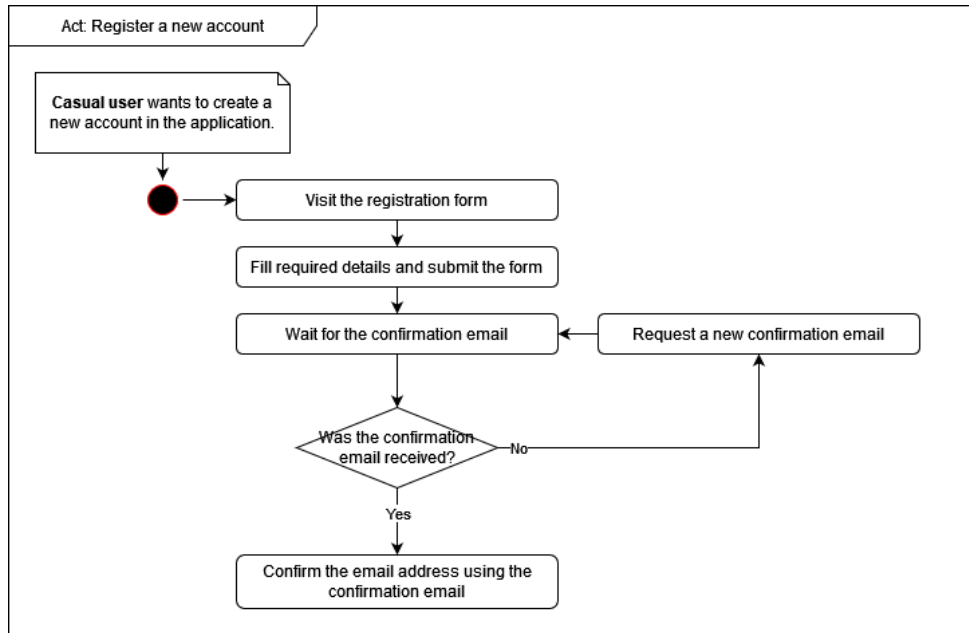 Act: Register a new account
Casual user wants to create a
new account in the application.
Visit the registration form
Fill required details and submit the form
Wait for the confirmation email
Request a new confirmation email
Was the confirmation
email received?
No
Yes
Confirm the email address using the
confirmation email